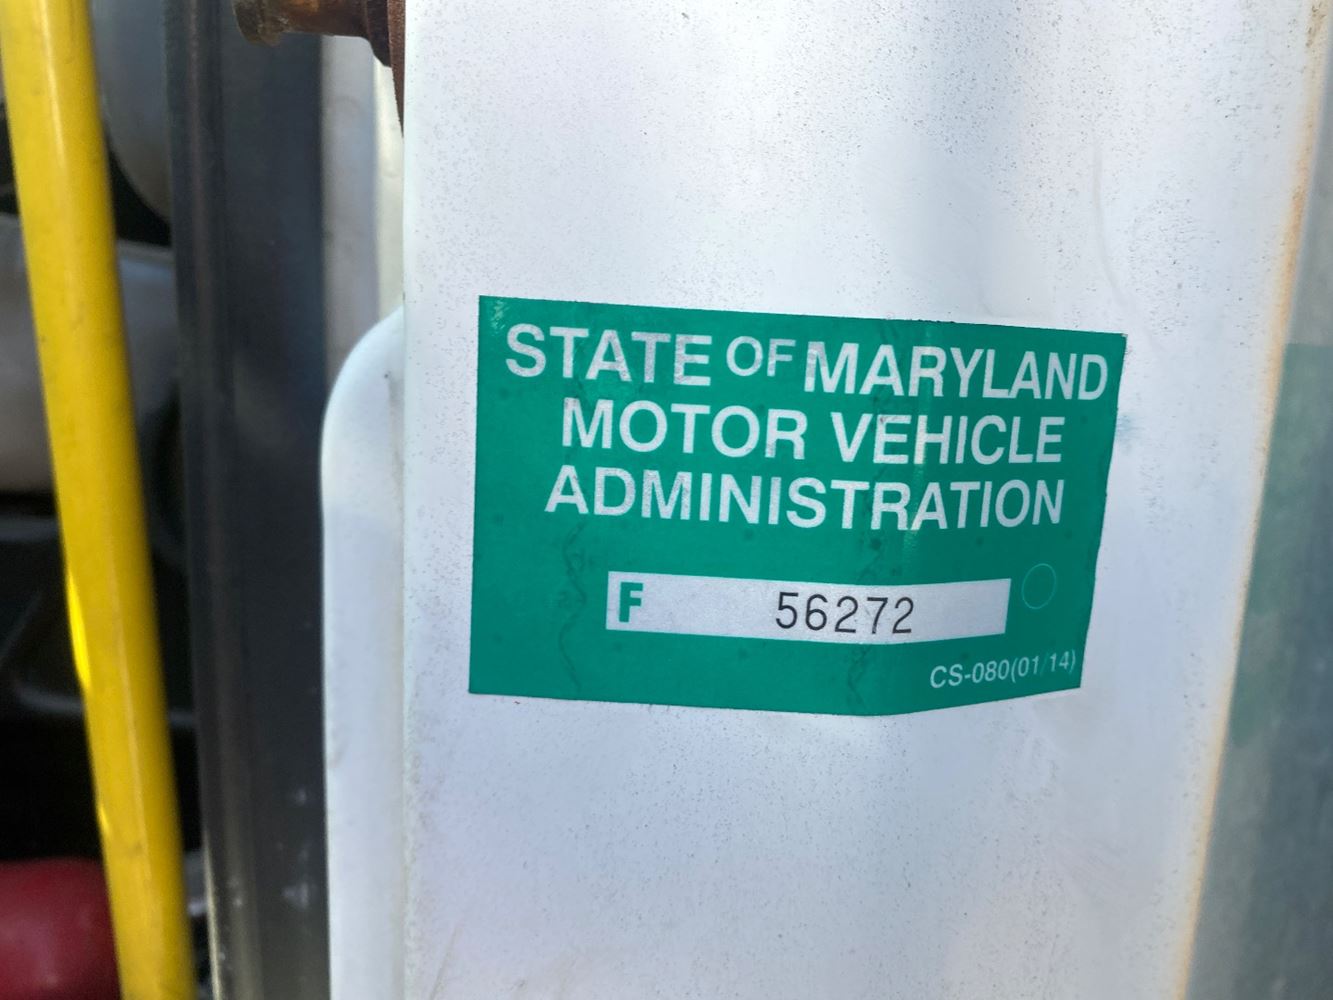 STATE OF MARYLAND
MOTOR VEHICLE
ADMINISTRATION
F 56272
CS-080(01/14)